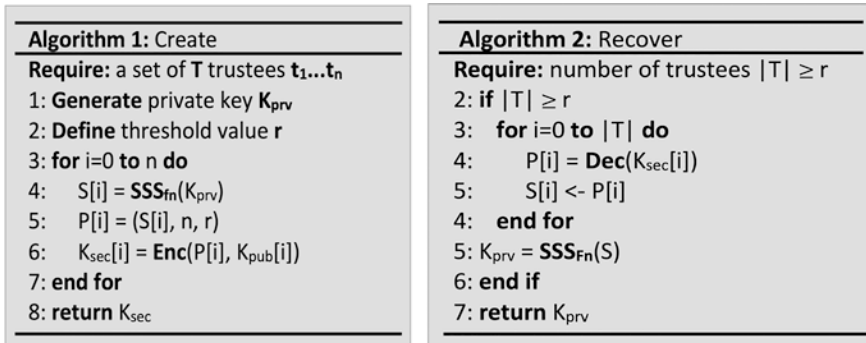 Algorithm 1: Create
Require: a set of T trustees t₁...tₙ
1: Generate private key Kₚᵣᵥ
2: Define threshold value r
3: for i=0 to n do
4: S[i] = SSSfn(Kprv)
5: P[i] = (S[i], n, r)
6: Ksec[i] = Enc(P[i], Kpub[i])
7: end for
8: return Ksec
Algorithm 2: Recover
Require: number of trustees |T| ≥ r
2: if |T| ≥ r
3: for i=0 to |T| do
4: P[i] = Dec(Ksec[i])
5: S[i] <- P[i]
4: end for
5: Kprv = SSSFn(S)
6: end if
7: return Kprv